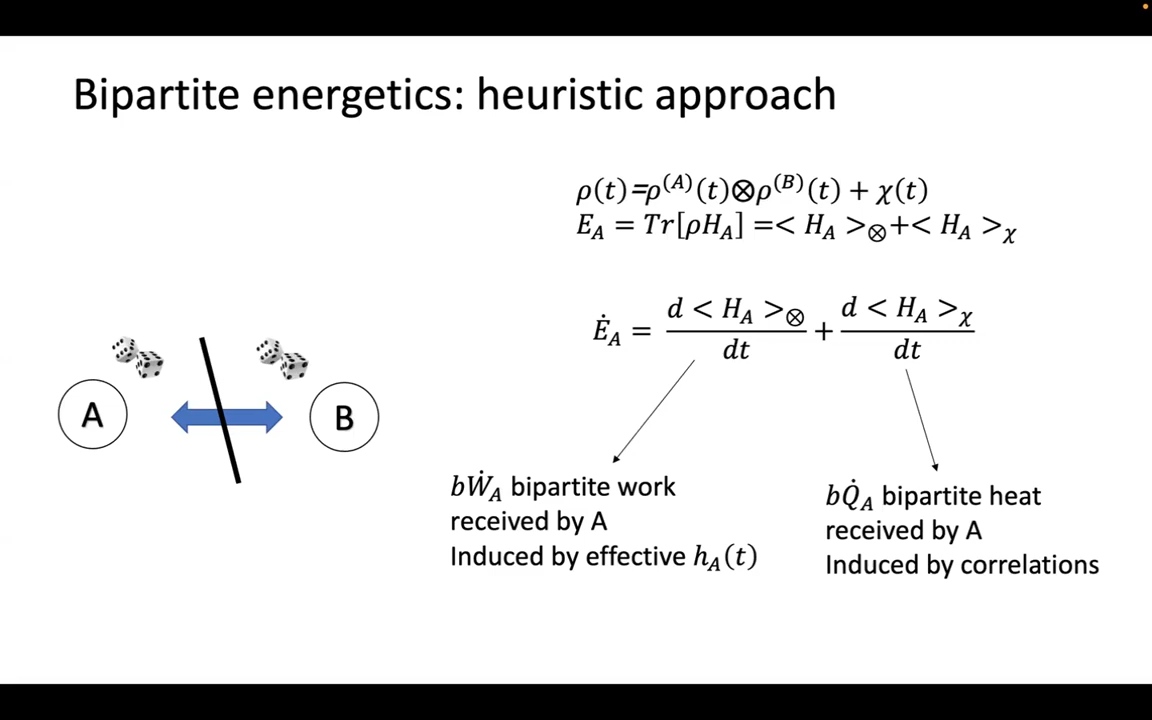 Bipartite energetics: heuristic approach
ρ(t)=ρ^(A)(t)⊗ρ^(B)(t) + χ(t)
E_A = Tr[ρH_A] =< H_A >_⊗+< H_A >_χ
Ė_A = d < H_A >_⊗ / dt + d < H_A >_χ / dt
A
B
bẆ_A bipartite work
received by A
Induced by effective h_A(t)
bQ̇_A bipartite heat
received by A
Induced by correlations